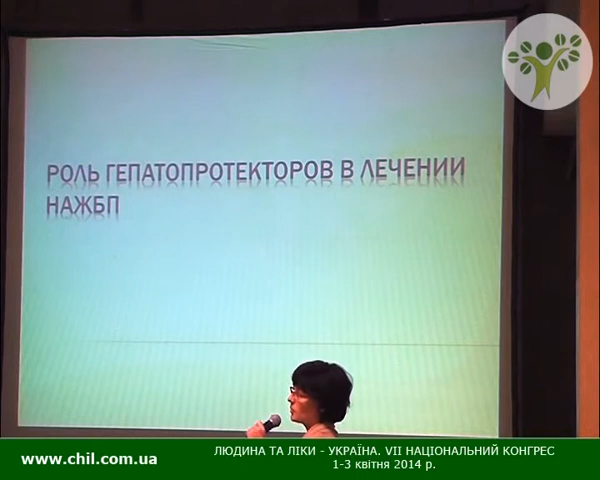 РОЛЬ ГЕПАТОПРОТЕКТОРОВ В ЛЕЧЕНИИ
НАЖБП
www.chil.com.ua
ЛЮДИНА ТА ЛІКИ - УКРАЇНА. VII НАЦІОНАЛЬНИЙ КОНГРЕС
1-3 квітня 2014 р.